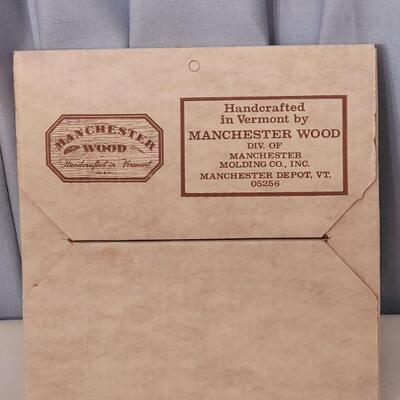 MANCHESTER
WOOD
Handcrafted in Vermont
Handcrafted
in Vermont by
MANCHESTER WOOD
DIV. OF
MANCHESTER
MOLDING CO., INC.
MANCHESTER DEPOT, VT.
05256